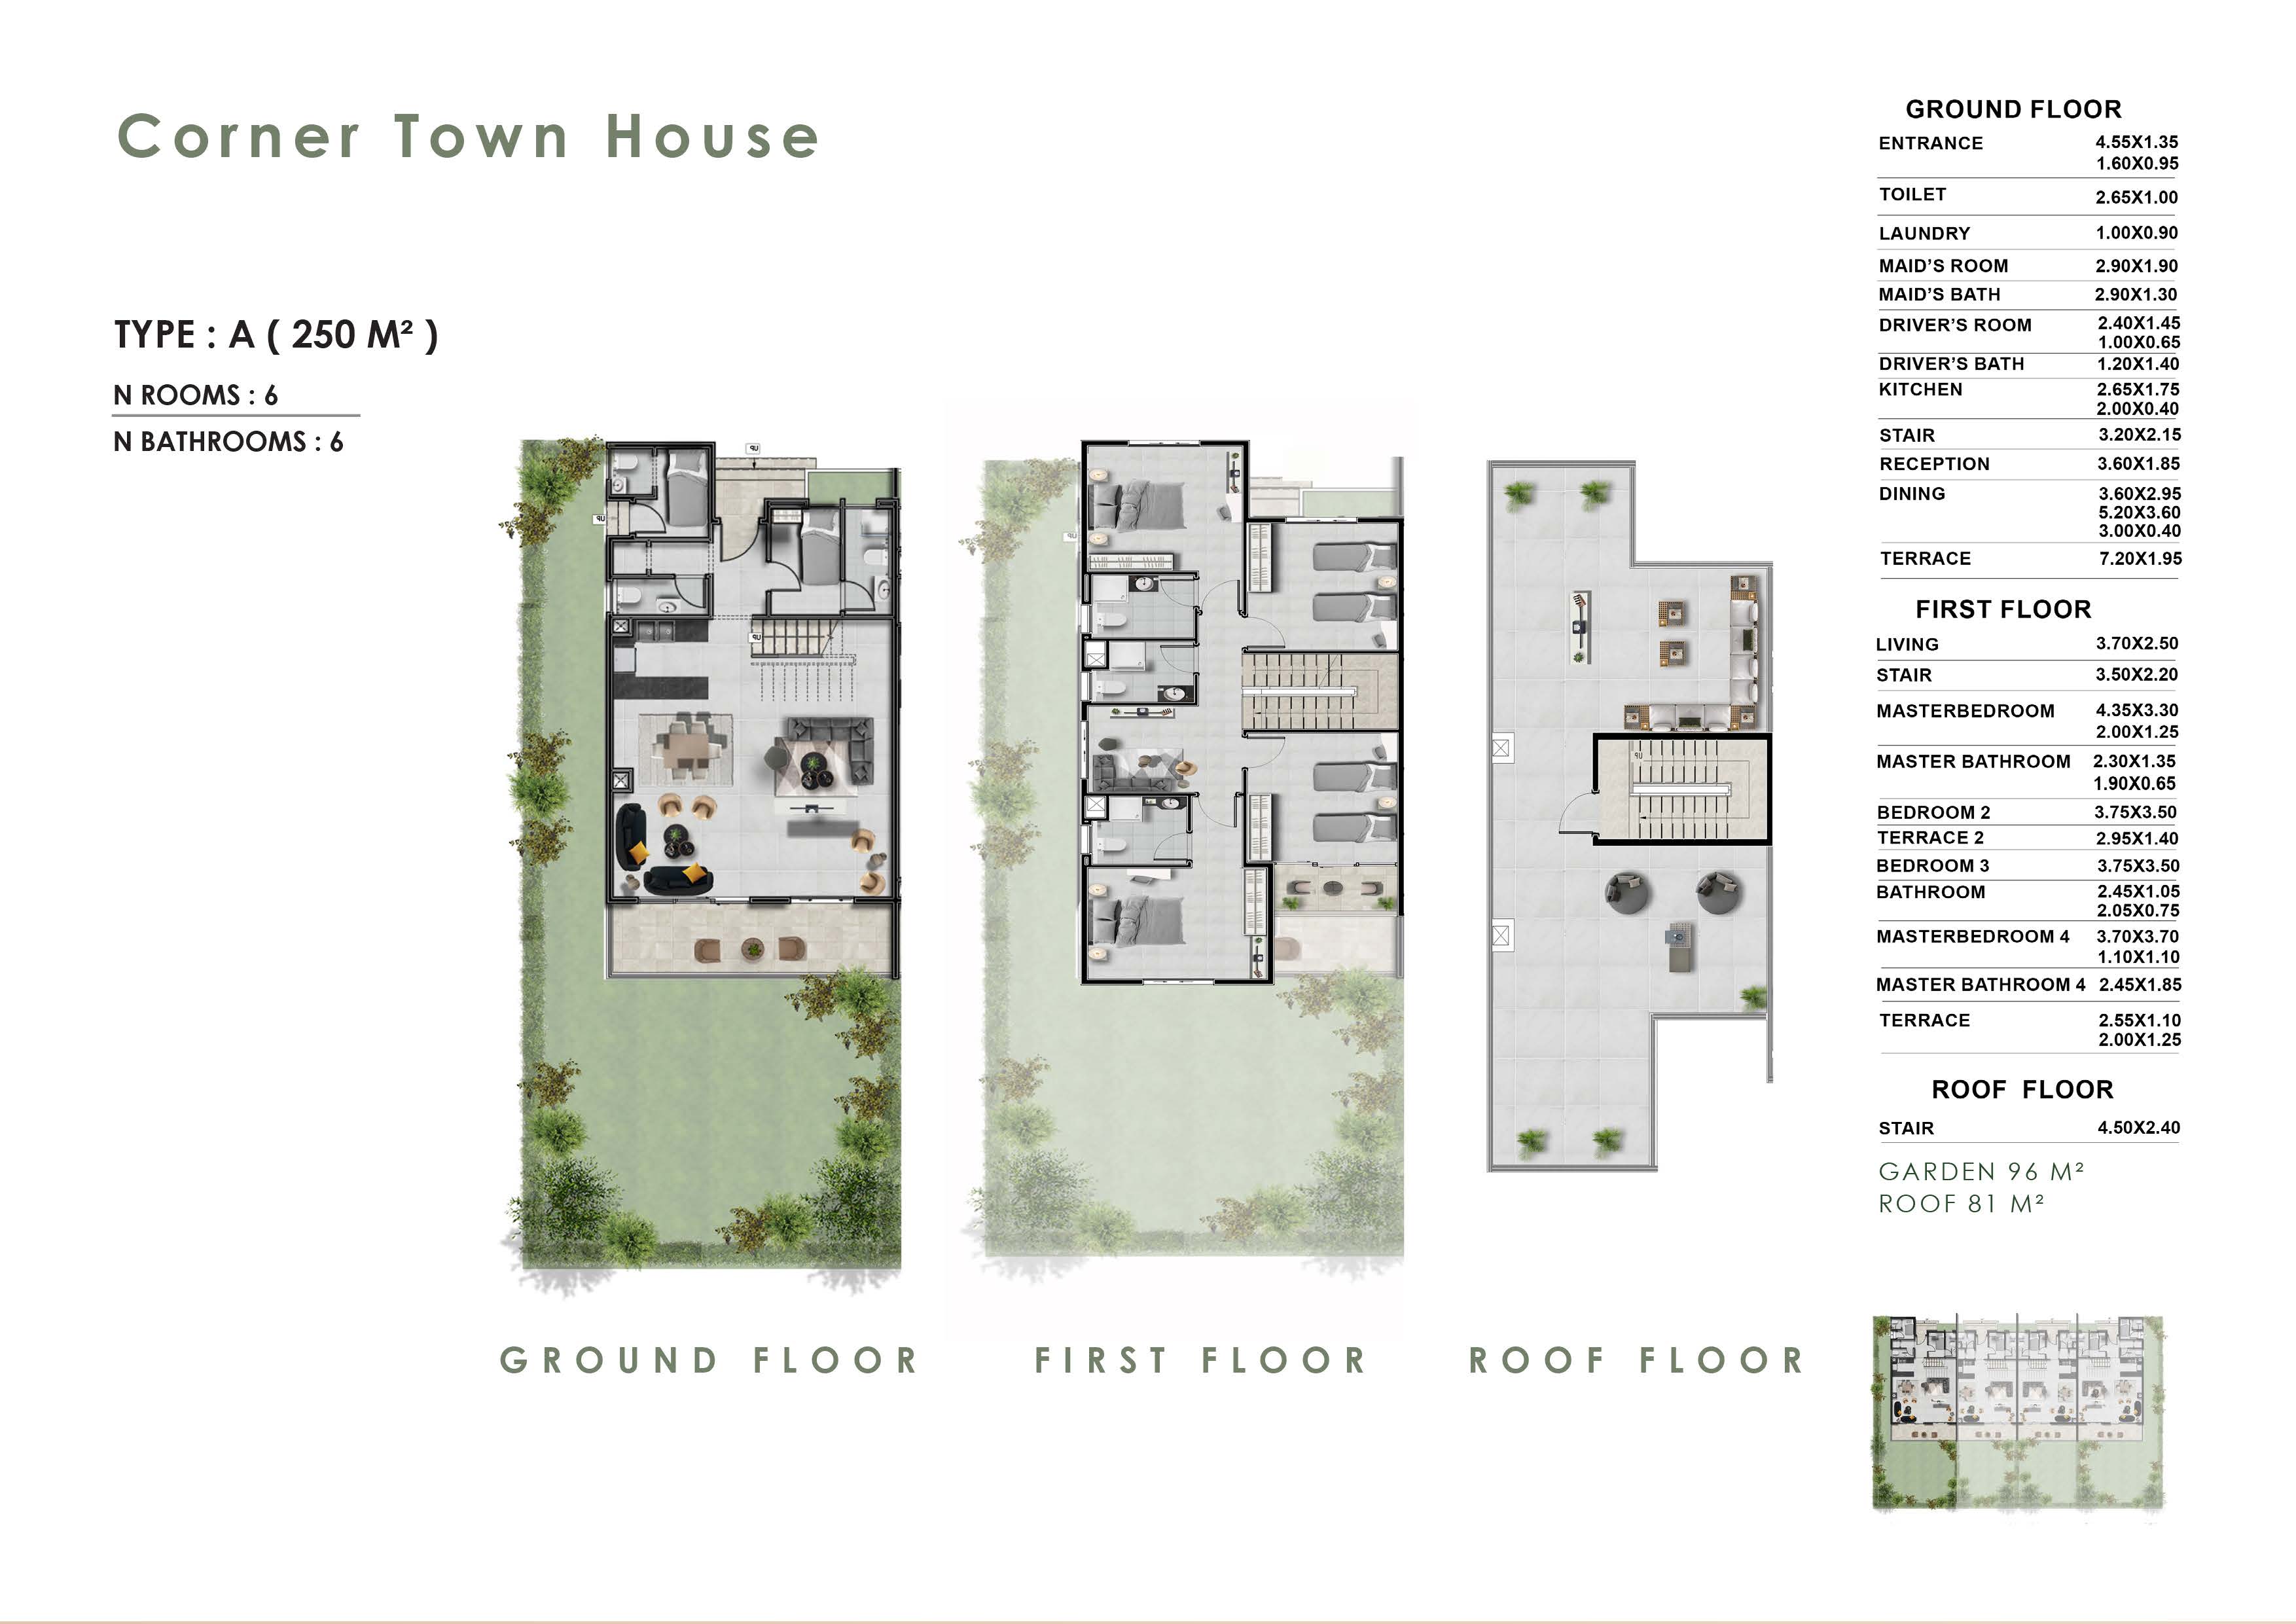 Corner Town House
TYPE : A ( 250 M² )
N ROOMS : 6
N BATHROOMS : 6
UP
UP
UP
UP
UP
GROUND FLOOR
FIRST FLOOR
ROOF FLOOR
GROUND FLOOR
ENTRANCE 4.55X1.35
1.60X0.95
TOILET 2.65X1.00
LAUNDRY 1.00X0.90
MAID'S ROOM 2.90X1.90
MAID'S BATH 2.90X1.30
DRIVER'S ROOM 2.40X1.45
1.00X0.65
DRIVER'S BATH 1.20X1.40
KITCHEN 2.65X1.75
2.00X0.40
STAIR 3.20X2.15
RECEPTION 3.60X1.85
DINING 3.60X2.95
5.20X3.60
3.00X0.40
TERRACE 7.20X1.95
FIRST FLOOR
LIVING 3.70X2.50
STAIR 3.50X2.20
MASTERBEDROOM 4.35X3.30
2.00X1.25
MASTER BATHROOM 2.30X1.35
1.90X0.65
BEDROOM 2 3.75X3.50
TERRACE 2 2.95X1.40
BEDROOM 3 3.75X3.50
BATHROOM 2.45X1.05
2.05X0.75
MASTERBEDROOM 4 3.70X3.70
1.10X1.10
MASTER BATHROOM 4 2.45X1.85
TERRACE 2.55X1.10
2.00X1.25
ROOF FLOOR
STAIR 4.50X2.40
GARDEN 96 M²
ROOF 81 M²